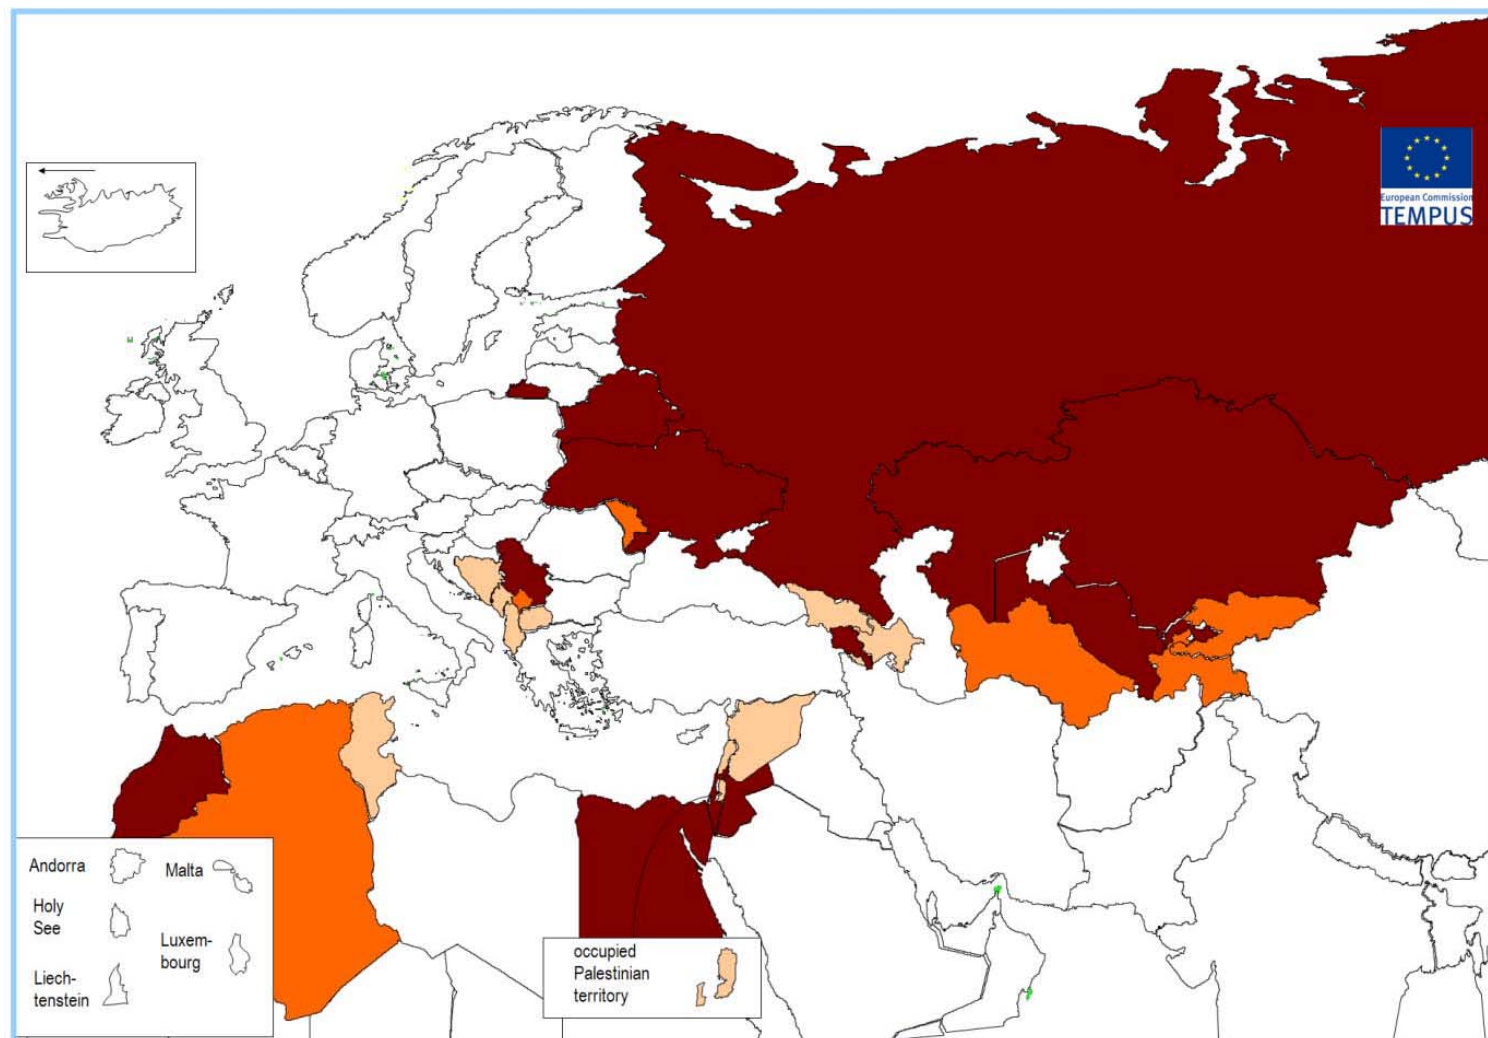 European Commission
TEMPUS
Andorra
Malta
Holy
See
Luxem-
bourg
Liech-
tenstein
occupied
Palestinian
territory